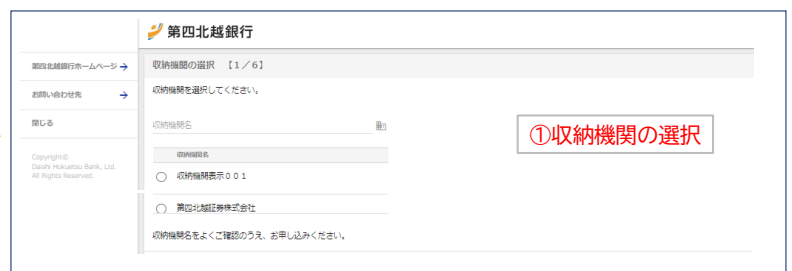 第四北越銀行
第四北越銀行ホームページ
お問い合わせ先
閉じる
Copyright©
Daishi Hokuetsu Bank, Ltd.
All Rights Reserved.
収納機関の選択 【1/6】
収納機関を選択してください。
収納機関名
収納機関名
収納機関表示001
第四北越証券株式会社
収納機関名をよくご確認のうえ、お申し込みください。
①収納機関の選択